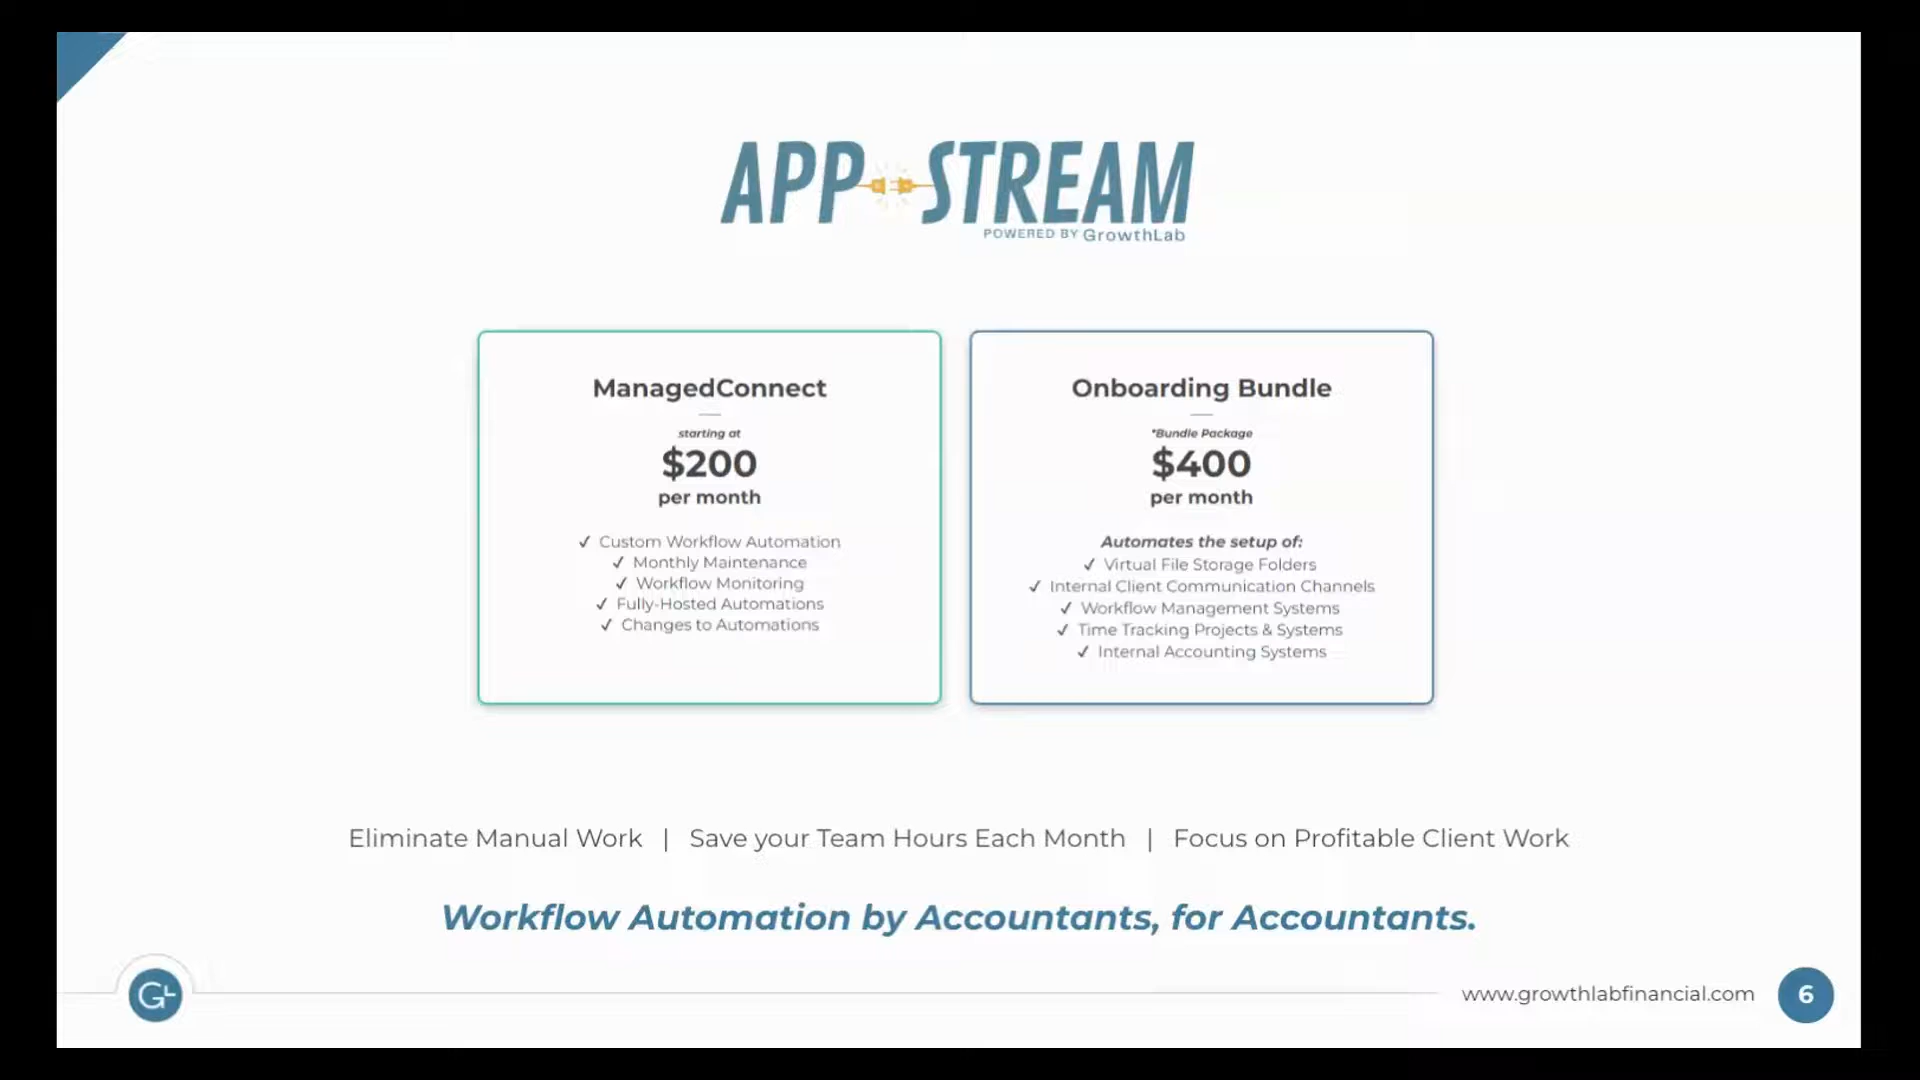 APP STREAM
POWERED BY GrowthLab
ManagedConnect
starting at
$200
per month
✓ Custom Workflow Automation
✓ Monthly Maintenance
✓ Workflow Monitoring
✓ Fully-Hosted Automations
✓ Changes to Automations
Onboarding Bundle
*Bundle Package
$400
per month
Automates the setup of:
✓ Virtual File Storage Folders
✓ Internal Client Communication Channels
✓ Workflow Management Systems
✓ Time Tracking Projects & Systems
✓ Internal Accounting Systems
Eliminate Manual Work | Save your Team Hours Each Month | Focus on Profitable Client Work
Workflow Automation by Accountants, for Accountants.
GL
www.growthlabfinancial.com
6